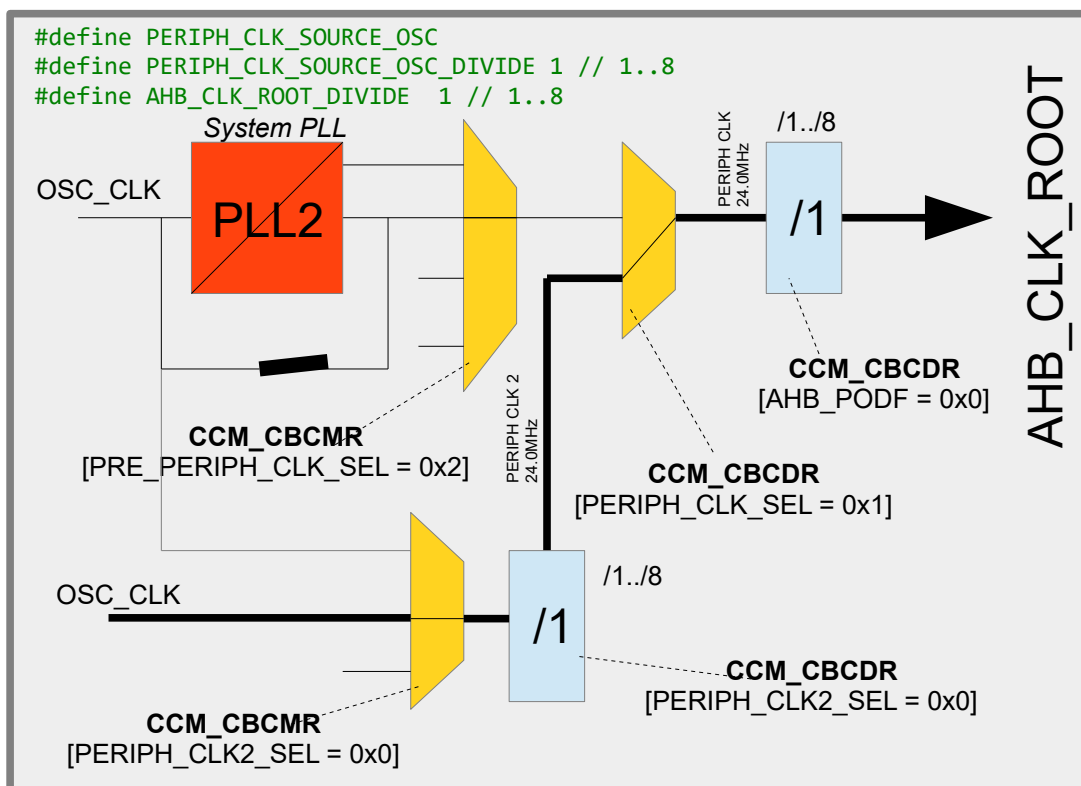 #define PERIPH_CLK_SOURCE_OSC
#define PERIPH_CLK_SOURCE_OSC_DIVIDE 1 // 1..8
#define AHB_CLK_ROOT_DIVIDE  1 // 1..8
System PLL
OSC_CLK
PLL2
PERIPH CLK
24.0MHz
/1../8
/1
AHB_CLK_ROOT
CCM_CBCDR
[AHB_PODF = 0x0]
CCM_CBCMR
[PRE_PERIPH_CLK_SEL = 0x2]
PERIPH CLK 2
24.0MHz
CCM_CBCDR
[PERIPH_CLK_SEL = 0x1]
OSC_CLK
/1
/1../8
CCM_CBCDR
[PERIPH_CLK2_SEL = 0x0]
CCM_CBCMR
[PERIPH_CLK2_SEL = 0x0]